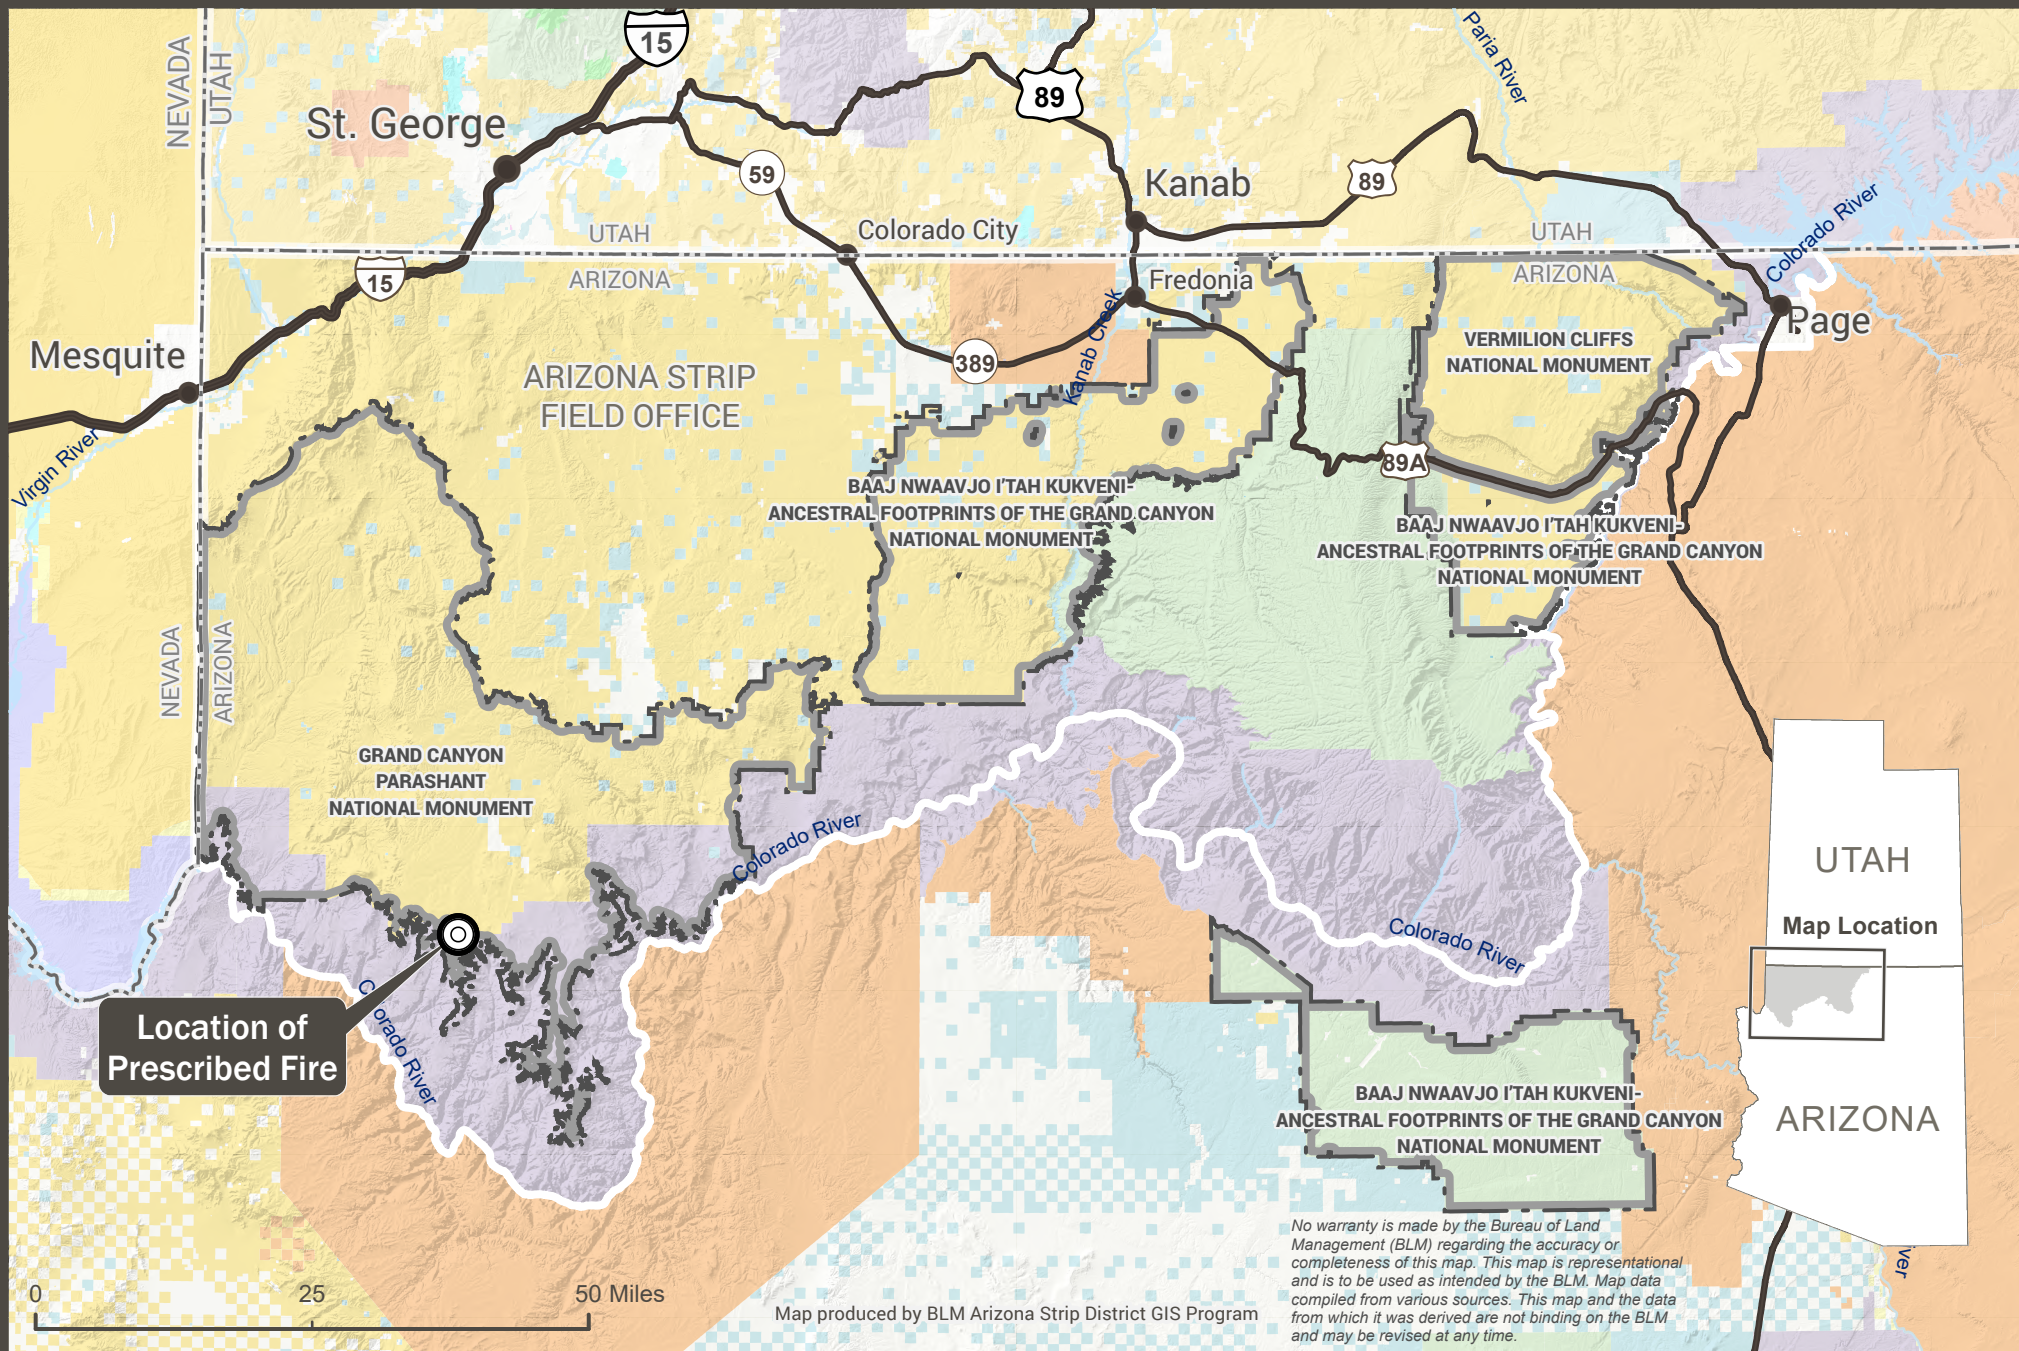 NEVADA
UTAH
15
St. George
59
89
Kanab
89
Paria River
Colorado River
UTAH
ARIZONA
Colorado City
UTAH
ARIZONA
15
Fredonia
Kanab Creek
389
Page
Mesquite
Virgin River
ARIZONA STRIP
FIELD OFFICE
VERMILION CLIFFS
NATIONAL MONUMENT
89A
BAAJ NWAAVJO I'TAH KUKVENI-
ANCESTRAL FOOTPRINTS OF THE GRAND CANYON
NATIONAL MONUMENT
BAAJ NWAAVJO I'TAH KUKVENI-
ANCESTRAL FOOTPRINTS OF THE GRAND CANYON
NATIONAL MONUMENT
NEVADA
ARIZONA
GRAND CANYON
PARASHANT
NATIONAL MONUMENT
Colorado River
Colorado River
Colorado River
Location of
Prescribed Fire
BAAJ NWAAVJO I'TAH KUKVENI-
ANCESTRAL FOOTPRINTS OF THE GRAND CANYON
NATIONAL MONUMENT
UTAH
Map Location
ARIZONA
0 25 50 Miles
Map produced by BLM Arizona Strip District GIS Program
No warranty is made by the Bureau of Land
Management (BLM) regarding the accuracy or
completeness of this map. This map is representational
and is to be used as intended by the BLM. Map data
compiled from various sources. This map and the data
from which it was derived are not binding on the BLM
and may be revised at any time.